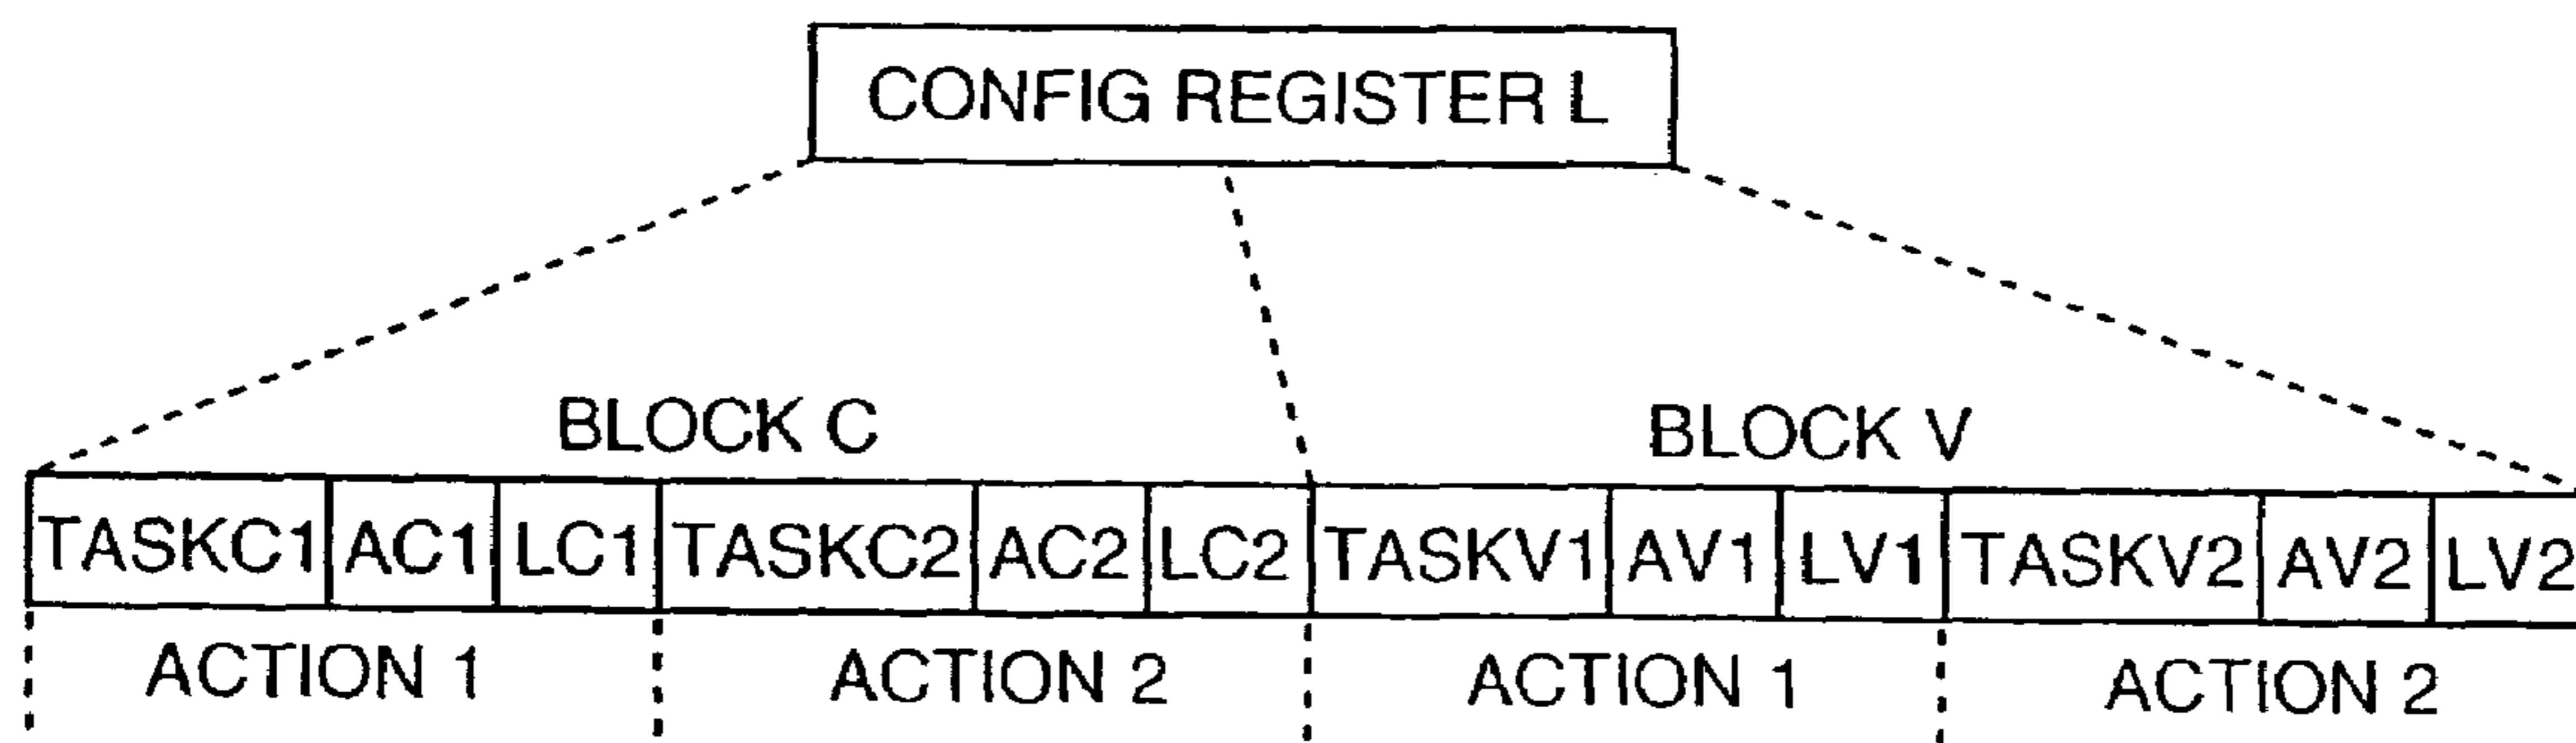 CONFIG REGISTER L
BLOCK C BLOCK V
TASKC1 AC1 LC1 TASKC2 AC2 LC2 TASKV1 AV1 LV1 TASKV2 AV2 LV2
ACTION 1 ACTION 2 ACTION 1 ACTION 2